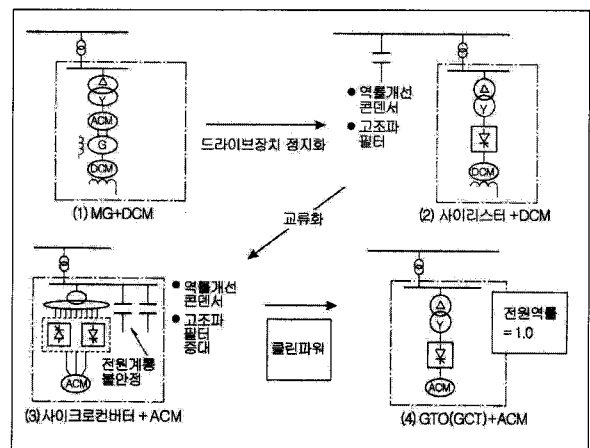 Δ
Y
ACM
G
DCM
(1) MG+DCM
드라이브장치 정지화
● 역률개선
콘덴서
● 고조파
필터
Δ
Y
DCM
(2) 사이리스터 +DCM
교류화
● 역률개선
콘덴서
● 고조파
필터
증대
전원계통
불안정
ACM
(3)사이크로컨버터 + ACM
클린파워
Δ
Y
ACM
전원역률
= 1.0
(4) GTO(GCT)+ACM